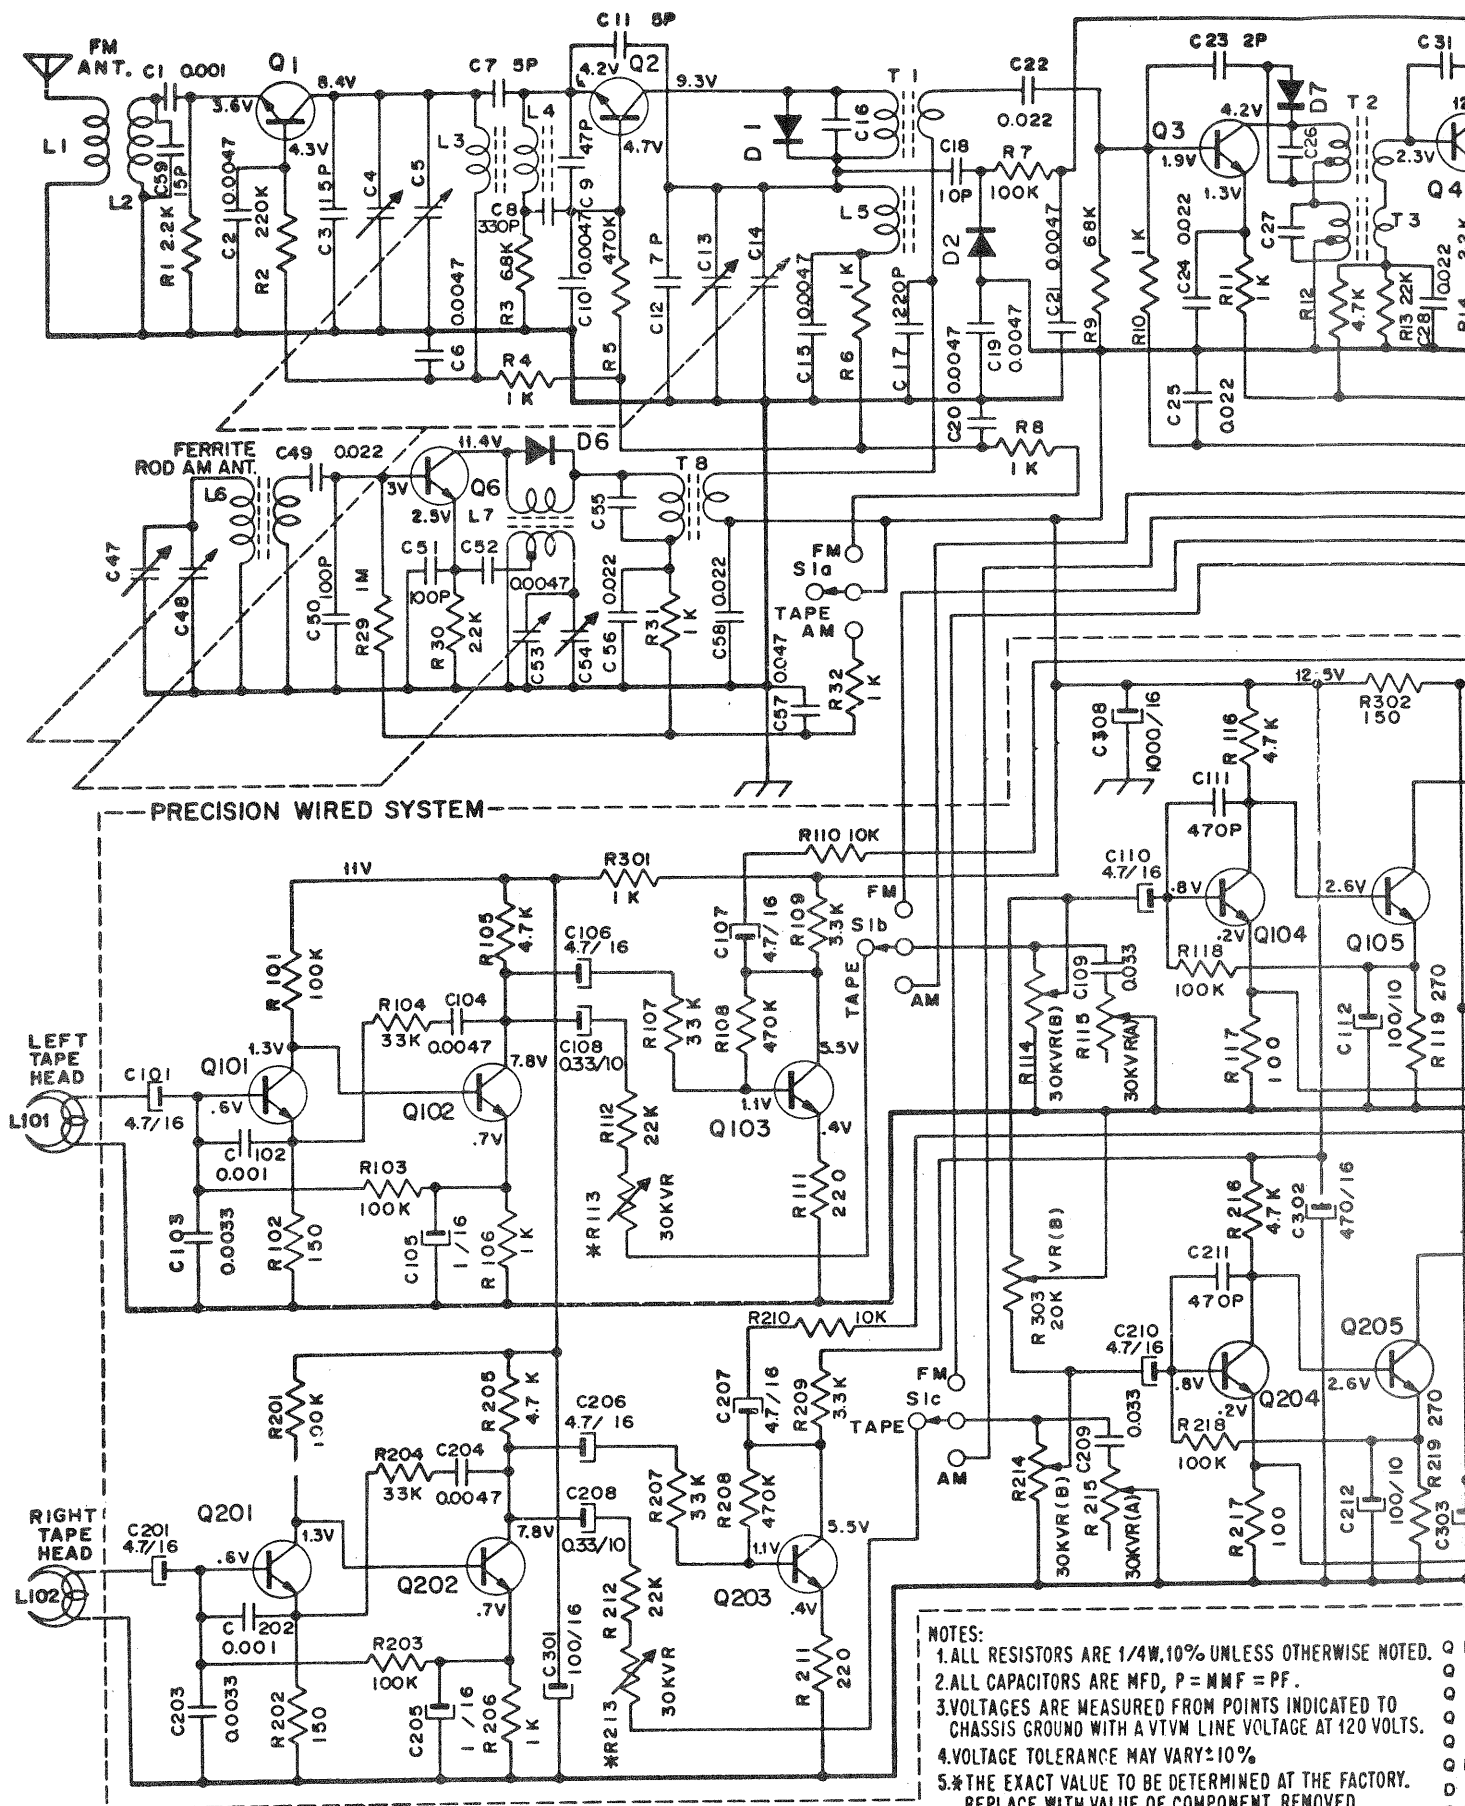 C11 5P
FM
ANT.
C1 0.001
Q1
8.4V
3.6V
4.3V
C7 5P
4.2V
Q2
9.3V
4.7V
T1
C22
0.022
C23 2P
D7
C31
4.2V
T2
Q3
1.9V
1.3V
C26
2.3V
Q4
L1
L2
C59
15P
R1 2.2K
C2 0.0047
220K
R2
C3 15P
C4
C5
L3
L4
47P
C9
C8
330P
R3 68K
0.0047
C6
C10 0.0047
470K
R5
R4
1K
C12 7P
C13
C14
D1
C16
L5
C18
10P
R7
100K
D2
C15 0.0047
R6 1K
C17 220P
C20 0.0047
C19
0.0047
C21 0.0047
R9 68K
R10 1K
C24 0.022
R11
1K
C27
T3
R12
4.7K
R13 22K
C28 0.022
R14
C25
0.022
R8
1K
FERRITE
ROD AM ANT.
C49 0.022
11.4V
D6
L6
3V
Q6
2.5V
L7
T8
C55
C47
C48
C50 100P
R29 1M
C51
100P
C52
0.0047
R30
2.2K
C53
C54
C56 0.022
R31
1K
C58 0.022
FM
S1a
TAPE
AM
C57 0.047
R32
1K
12.5V
R302
150
C308
1000/16
R116
4.7K
C111
470P
PRECISION WIRED SYSTEM
R110 10K
11V
R301
1K
C110
4.7/16
.8V
.2V
Q104
2.6V
Q105
R118
100K
FM
S1b
TAPE
AM
R101
100K
R105
4.7K
C106
4.7/16
C107
4.7/16
R109
3.3K
R104
33K
C104
0.0047
C108
0.33/10
R107
33K
R108
470K
R114
30KVR(B)
C109
0.033
R115
30KVR(A)
R117
100
C112
100/10
R119 270
LEFT
TAPE
HEAD
L101
C101
4.7/16
Q101
1.3V
.6V
7.8V
Q102
.7V
5.5V
1.1V
Q103
.4V
C102
0.001
R103
100K
C103
0.0033
R102
150
C105
1/16
R106
1K
R112
22K
*R113
30KVR
R111
220
R216
4.7K
C302
470/16
R303
20K VR(B)
C211
470P
R210 10K
C210
4.7/16
.8V
.2V
Q204
2.6V
Q205
R218
100K
FM
S1c
TAPE
AM
R201
100K
R205
4.7K
C206
4.7/16
C207
4.7/16
R209
3.3K
R204
33K
C204
0.0047
C208
0.33/10
R207
33K
R208
470K
R214
30KVR(B)
C209
0.033
R215
30KVR(A)
R217
100
C212
100/10
R219 270
C303
RIGHT
TAPE
HEAD
L102
C201
4.7/16
Q201
1.3V
.6V
7.8V
Q202
.7V
5.5V
1.1V
Q203
.4V
C202
0.001
R203
100K
C203
0.0033
R202
150
C205
1/16
R206
1K
C301
100/16
R212
22K
*R213
30KVR
R211
220
NOTES:
1.ALL RESISTORS ARE 1/4W,10% UNLESS OTHERWISE NOTED.
2.ALL CAPACITORS ARE MFD, P=MMF=PF.
3.VOLTAGES ARE MEASURED FROM POINTS INDICATED TO
CHASSIS GROUND WITH A VTVM LINE VOLTAGE AT 120 VOLTS.
4.VOLTAGE TOLERANCE MAY VARY±10%
5.*THE EXACT VALUE TO BE DETERMINED AT THE FACTORY.
REPLACE WITH VALUE OF COMPONENT REMOVED